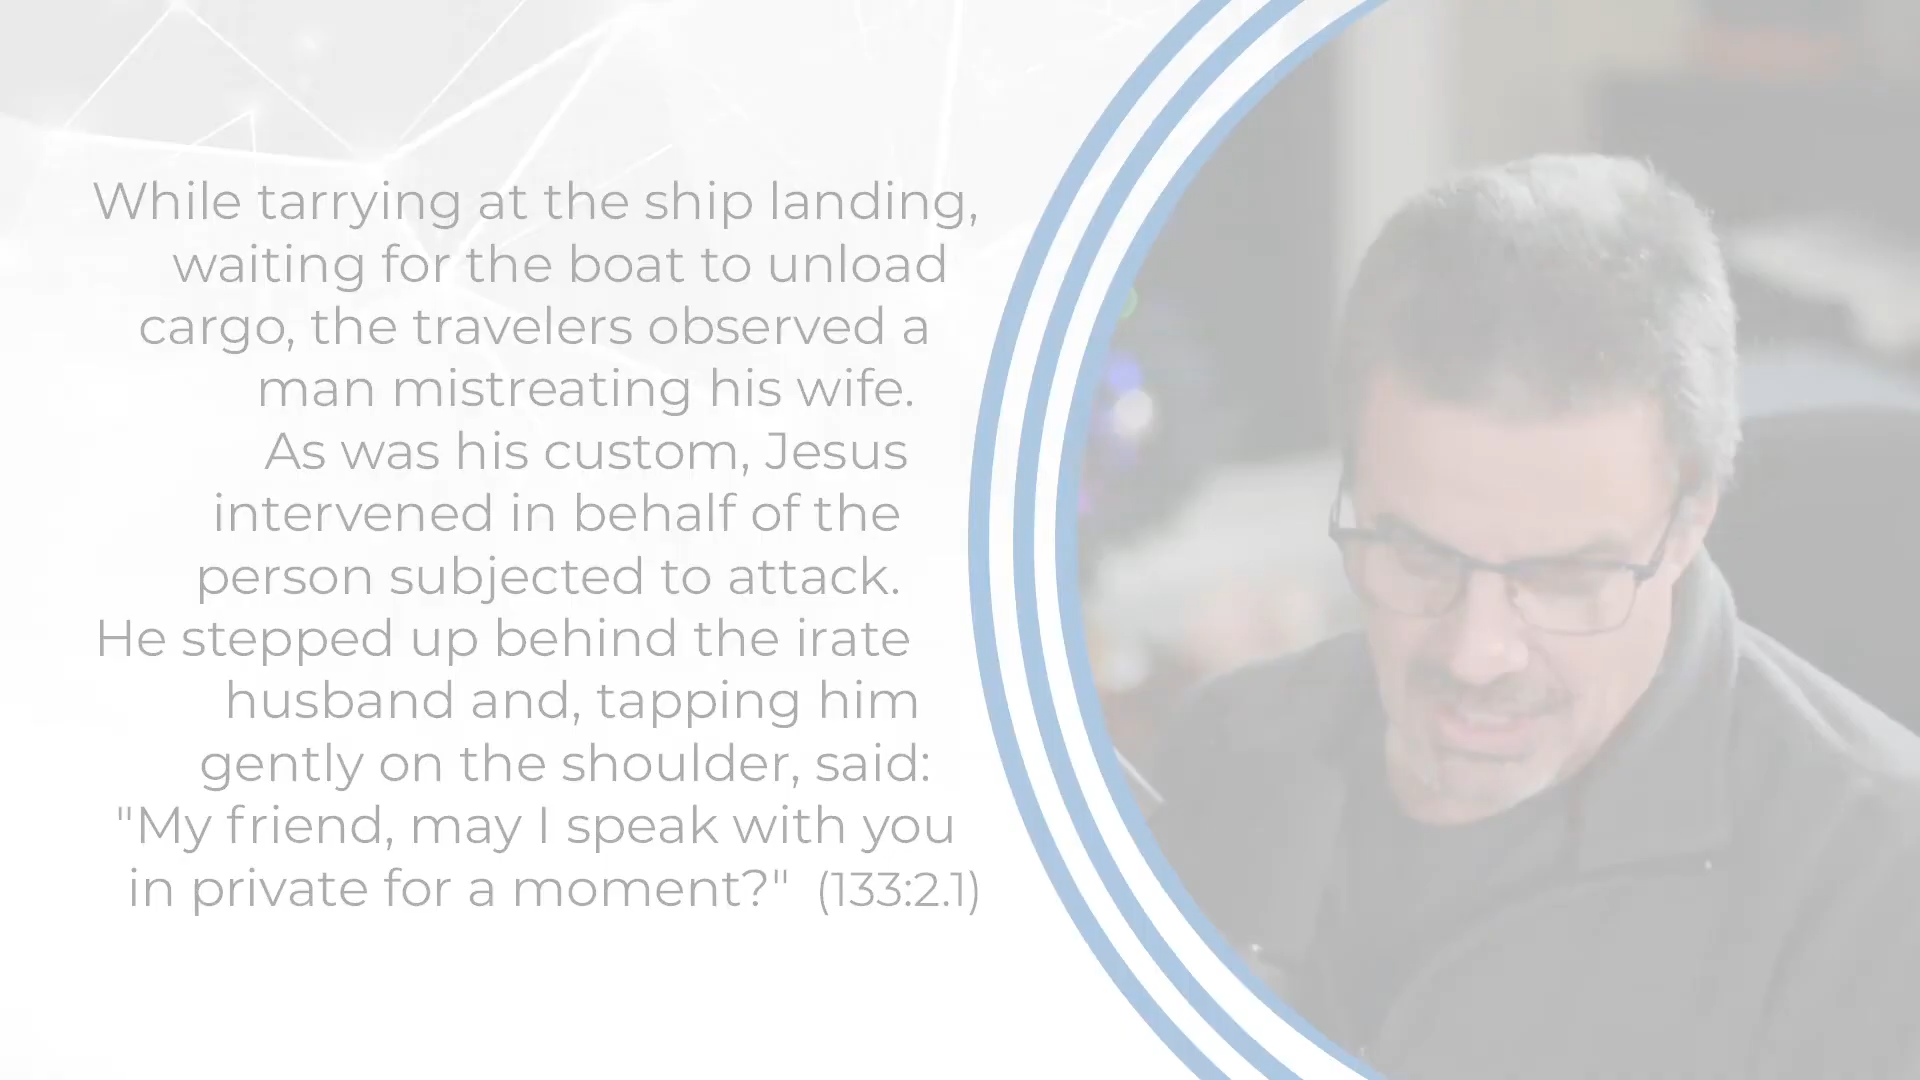 While tarrying at the ship landing,
waiting for the boat to unload
cargo, the travelers observed a
man mistreating his wife.
As was his custom, Jesus
intervened in behalf of the
person subjected to attack.
He stepped up behind the irate
husband and, tapping him
gently on the shoulder, said:
"My friend, may I speak with you
in private for a moment?" (133:2.1)